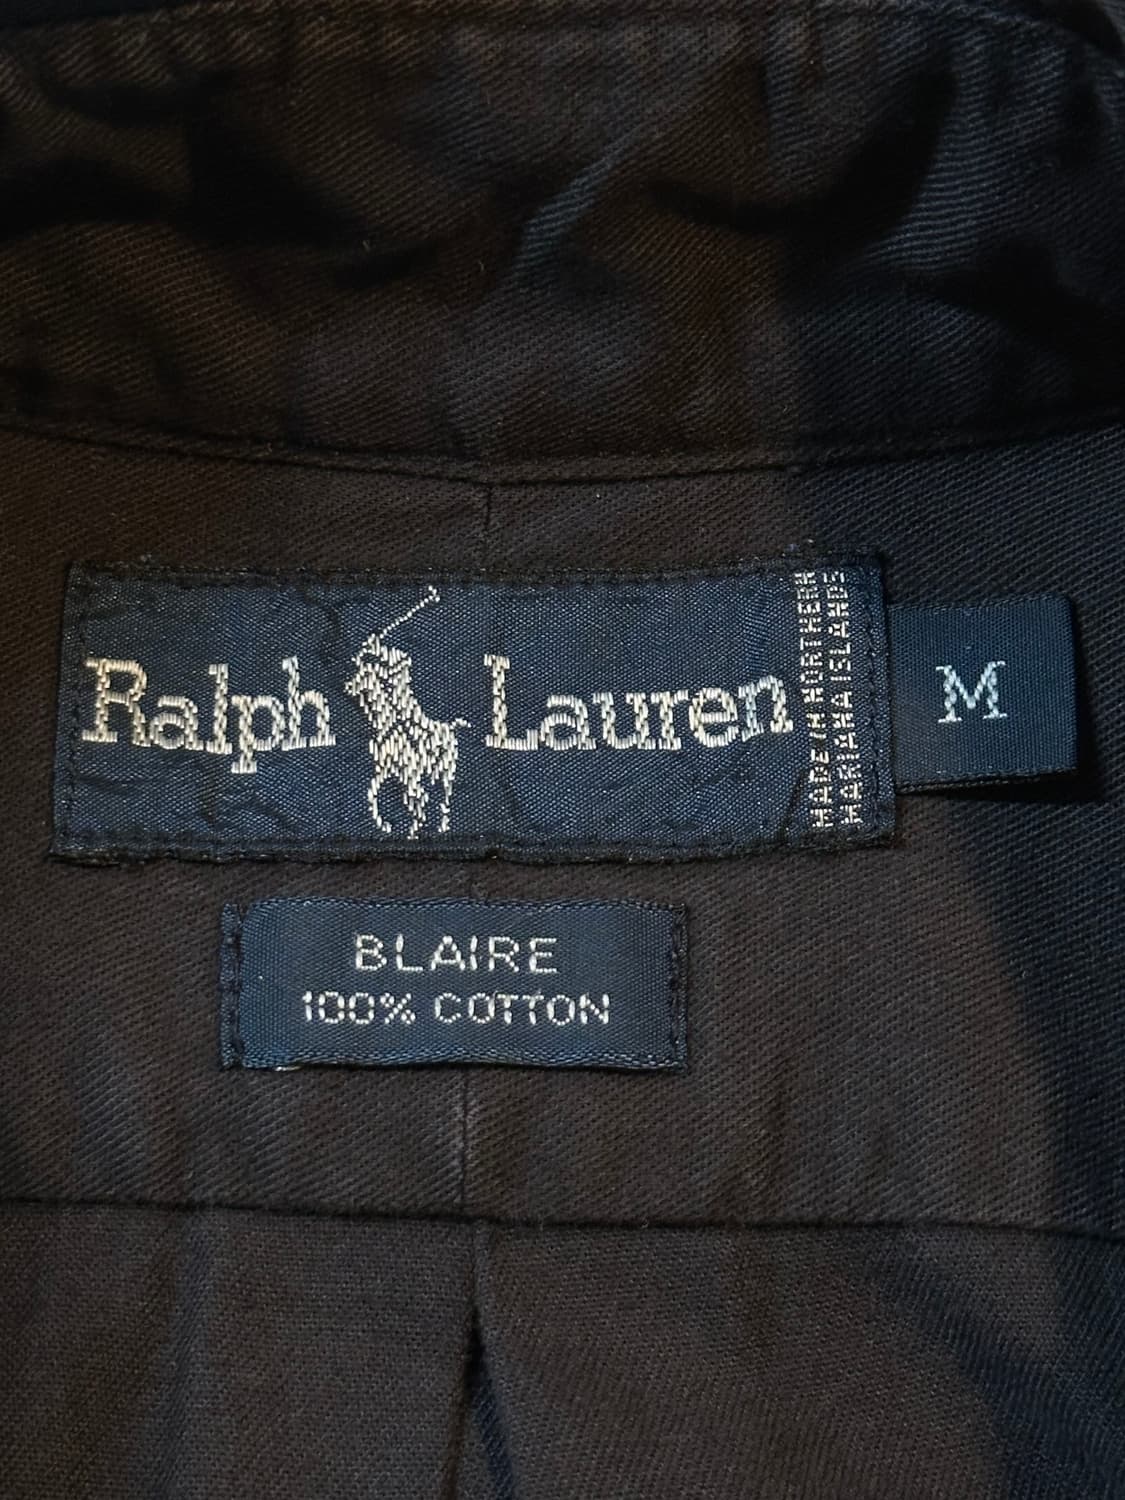 Ralph Lauren
MADE IN NORTHERN
MARIANA ISLANDS
M
BLAIRE
100% COTTON